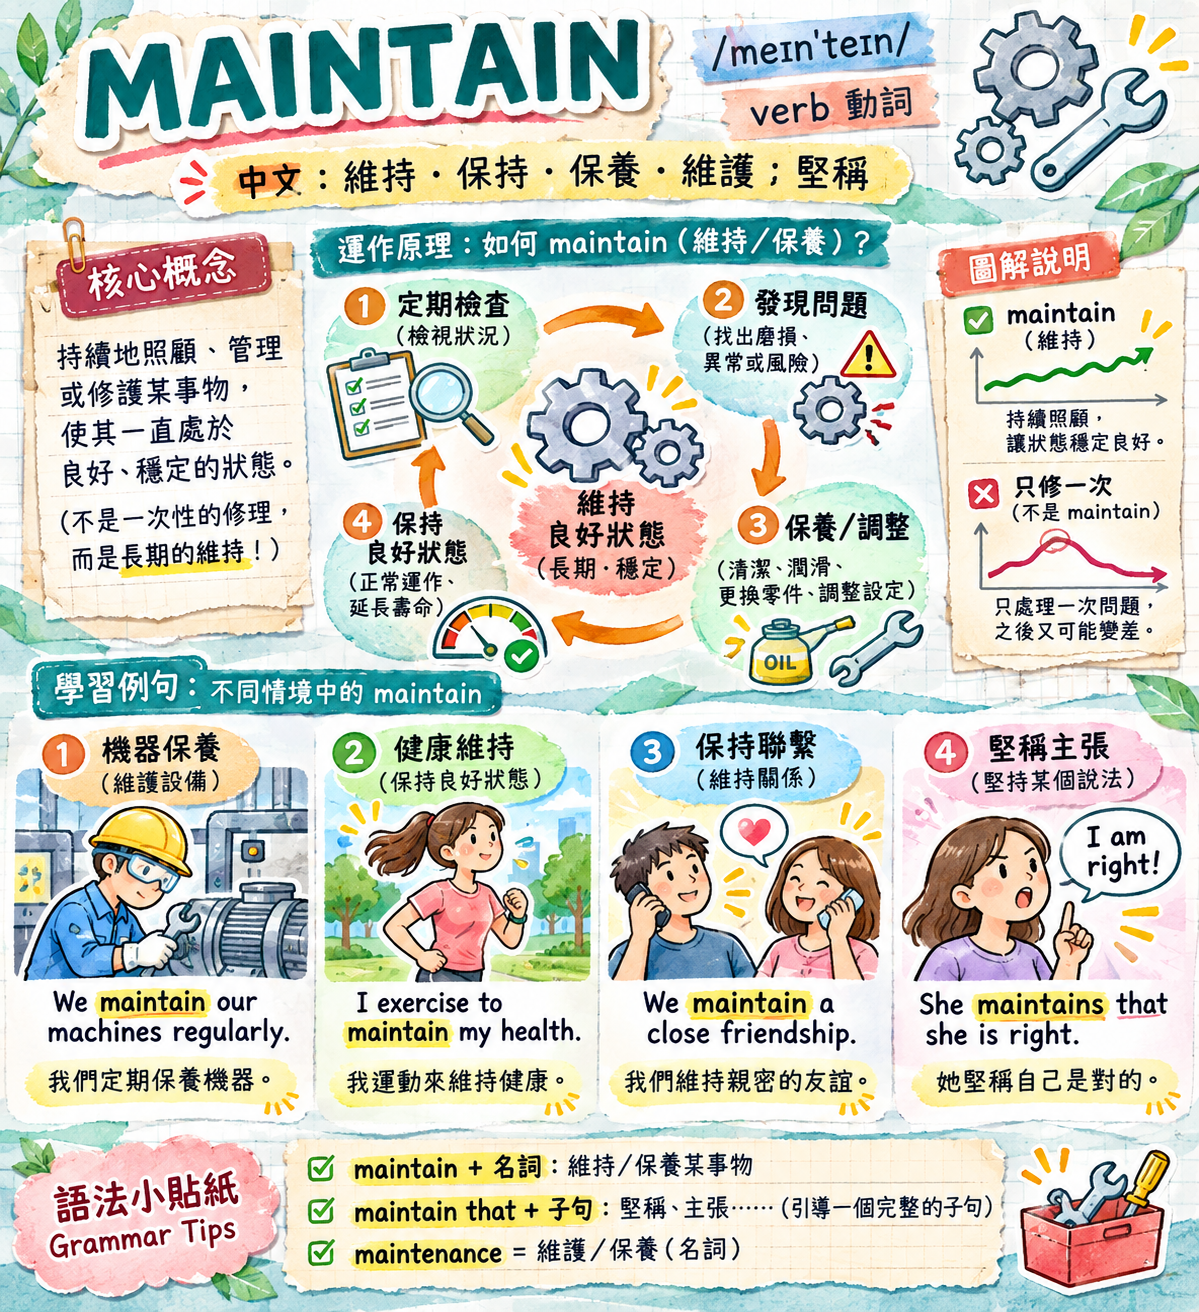 MAINTAIN
/meɪn'teɪn/
verb 動詞
中文：維持・保持・保養・維護；堅稱
核心概念
持續地照顧、管理
或修護某事物，
使其一直處於
良好、穩定的狀態。
（不是一次性的修理，
而是長期的維持！）
運作原理：如何 maintain（維持／保養）？
1 定期檢查
（檢視狀況）
2 發現問題
（找出磨損、
異常或風險）
3 保養/調整
（清潔、潤滑、
更換零件、調整設定）
OIL
4 保持
良好狀態
（正常運作、
延長壽命）
維持
良好狀態
（長期・穩定）
圖解說明
maintain
（維持）
持續照顧，
讓狀態穩定良好。
只修一次
（不是 maintain）
只處理一次問題，
之後又可能變差。
學習例句：不同情境中的 maintain
1 機器保養
（維護設備）
We maintain our
machines regularly.
我們定期保養機器。
2 健康維持
（保持良好狀態）
I exercise to
maintain my health.
我運動來維持健康。
3 保持聯繫
（維持關係）
We maintain a
close friendship.
我們維持親密的友誼。
4 堅稱主張
（堅持某個說法）
I am
right!
She maintains that
she is right.
她堅稱自己是對的。
語法小貼紙
Grammar Tips
maintain + 名詞：維持/保養某事物
maintain that + 子句：堅稱、主張……（引導一個完整的子句）
maintenance = 維護／保養（名詞）